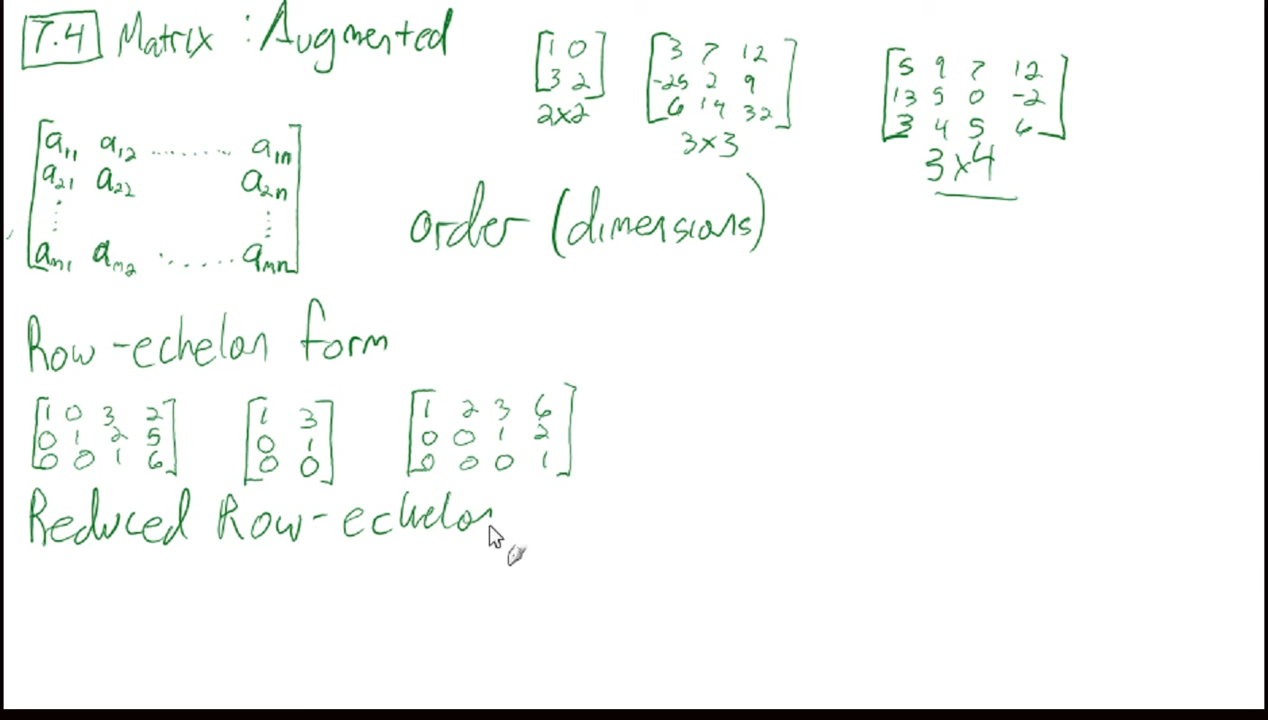 7.4 Matrix : Augmented
[1 0
3 2]
2x2
[3 7 12
-25 2 9
6 14 32]
3x3
[5 9 7 12
13 5 0 -2
3 4 5 6]
3x4
[a11 a12 ......... a1n
a21 a22 a2n
⋮ ⋮
am1 am2 ....... amn]
order (dimensions)
Row-echelon form
[1 0 3 2
0 1 2 5
0 0 1 6]
[1 3
0 1
0 0]
[1 2 3 6
0 0 1 2
0 0 0 1]
Reduced Row-echelon